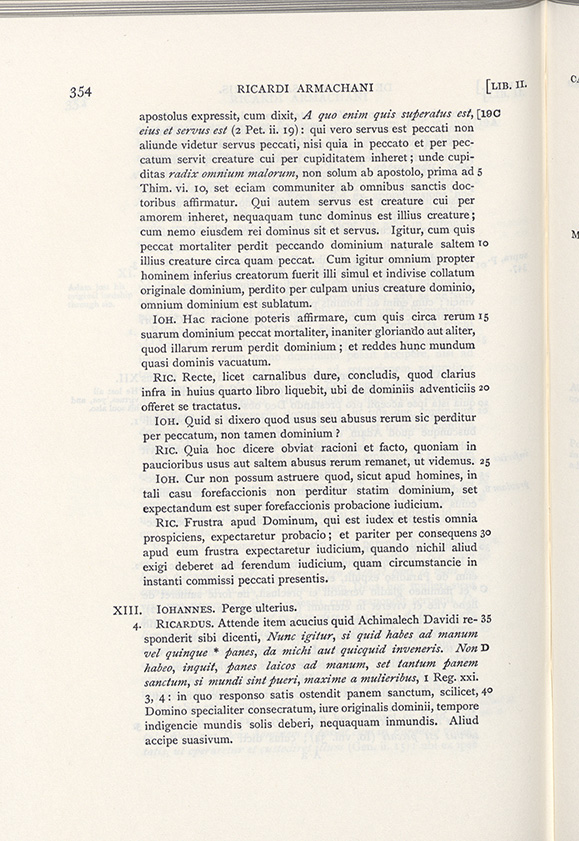 354 RICARDI ARMACHANI [LIB. II.
apostolus expressit, cum dixit, A quo enim quis superatus est, [19C
eius et servus est (2 Pet. ii. 19): qui vero servus est peccati non
aliunde videtur servus peccati, nisi quia in peccato et per pec-
catum servit creature cui per cupiditatem inheret; unde cupi-
ditas radix omnium malorum, non solum ab apostolo, prima ad 5
Thim. vi. 10, set eciam communiter ab omnibus sanctis doc-
toribus affirmatur. Qui autem servus est creature cui per
amorem inheret, nequaquam tunc dominus est illius creature;
cum nemo eiusdem rei dominus sit et servus. Igitur, cum quis
peccat mortaliter perdit peccando dominium naturale saltem 10
illius creature circa quam peccat. Cum igitur omnium propter
hominem inferius creatorum fuerit illi simul et indivise collatum
originale dominium, perdito per culpam unius creature dominio,
omnium dominium est sublatum.
IOH. Hac racione poteris affirmare, cum quis circa rerum 15
suarum dominium peccat mortaliter, inaniter gloriando aut aliter,
quod illarum rerum perdit dominium; et reddes hunc mundum
quasi dominis vacuatum.
RIC. Recte, licet carnalibus dure, concludis, quod clarius
infra in huius quarto libro liquebit, ubi de dominiis adventiciis 20
offeret se tractatus.
IOH. Quid si dixero quod usus seu abusus rerum sic perditur
per peccatum, non tamen dominium?
RIC. Quia hoc dicere obviat racioni et facto, quoniam in
paucioribus usus aut saltem abusus rerum remanet, ut videmus. 25
IOH. Cur non possum astruere quod, sicut apud homines, in
tali casu forefaccionis non perditur statim dominium, set
expectandum est super forefaccionis probacione iudicium.
RIC. Frustra apud Dominum, qui est iudex et testis omnia
prospiciens, expectaretur probacio; et pariter per consequens 30
apud eum frustra expectaretur iudicium, quando nichil aliud
exigi deberet ad ferendum iudicium, quam circumstancie in
instanti commissi peccati presentis.
XIII. IOHANNES. Perge ulterius.
4. RICARDUS. Attende item acucius quid Achimalech Davidi re- 35
sponderit sibi dicenti, Nunc igitur, si quid habes ad manum
vel quinque * panes, da michi aut quicquid inveneris. Non D
habeo, inquit, panes laicos ad manum, set tantum panem
sanctum, si mundi sint pueri, maxime a mulieribus, 1 Reg. xxi.
3, 4: in quo responso satis ostendit panem sanctum, scilicet, 40
Domino specialiter consecratum, iure originalis dominii, tempore
indigencie mundis solis deberi, nequaquam inmundis. Aliud
accipe suasivum.